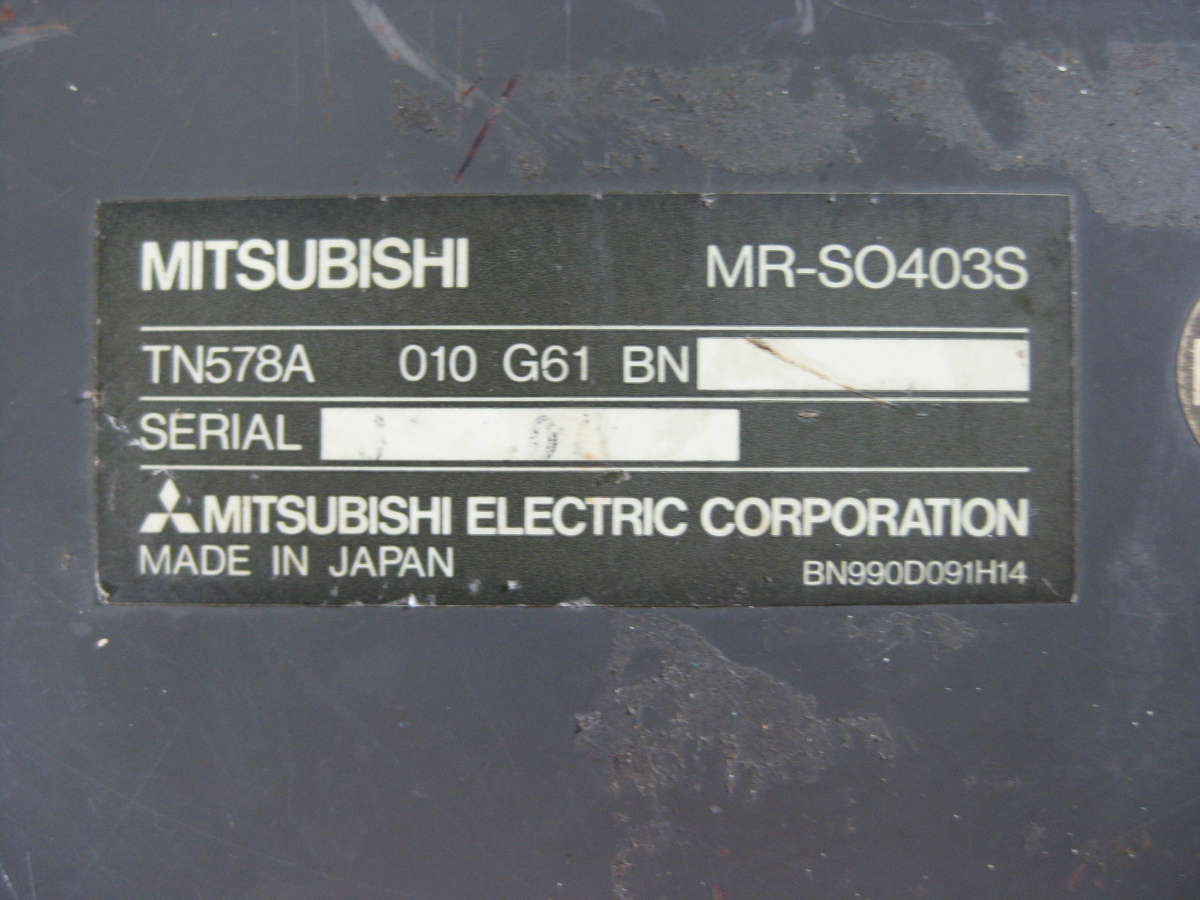 MITSUBISHI MR-SO403S
TN578A 010 G61 BN
SERIAL
MITSUBISHI ELECTRIC CORPORATION
MADE IN JAPAN BN990D091H14